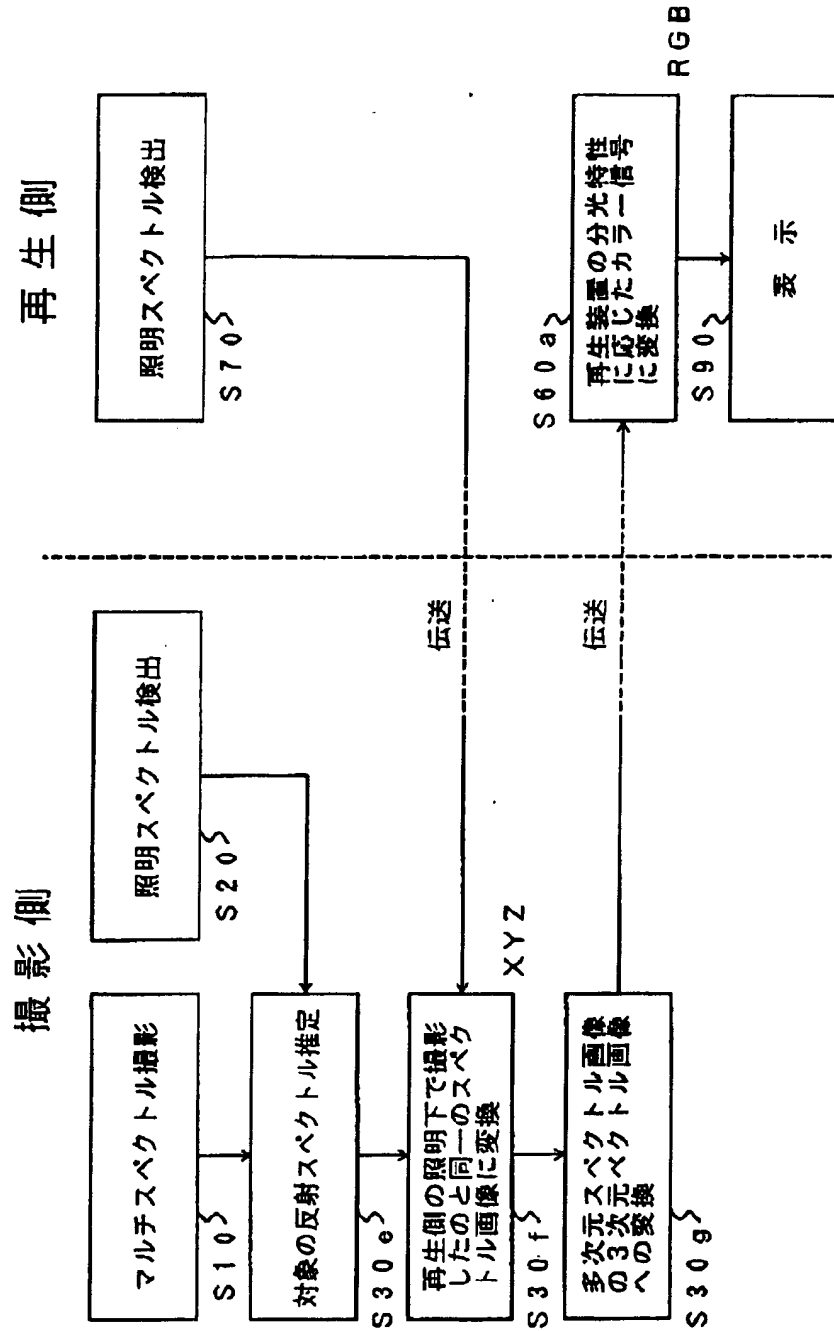 撮影側
マルチスペクトル撮影
S10
照明スペクトル検出
S20
対象の反射スペクトル推定
S30e
再生側の照明下で撮影
したのと同一のスペク
トル画像に変換
S30f
XYZ
多次元スペクトル画像
の3次元ベクトル画像
への変換
S30g
伝送
伝送
再生側
照明スペクトル検出
S70
再生装置の分光特性
に応じたカラー信号
に変換
S60a
RGB
表示
S90